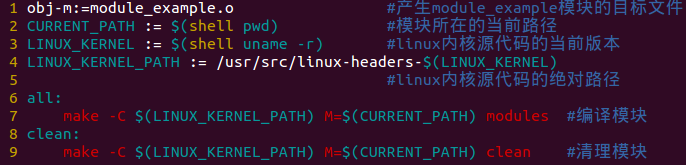 1 obj-m:=module_example.o #产生module_example模块的目标文件
2 CURRENT_PATH := $(shell pwd) #模块所在的当前路径
3 LINUX_KERNEL := $(shell uname -r) #linux内核源代码的当前版本
4 LINUX_KERNEL_PATH := /usr/src/linux-headers-$(LINUX_KERNEL)
5 #linux内核源代码的绝对路径
6 all:
7 make -C $(LINUX_KERNEL_PATH) M=$(CURRENT_PATH) modules #编译模块
8 clean:
9 make -C $(LINUX_KERNEL_PATH) M=$(CURRENT_PATH) clean #清理模块